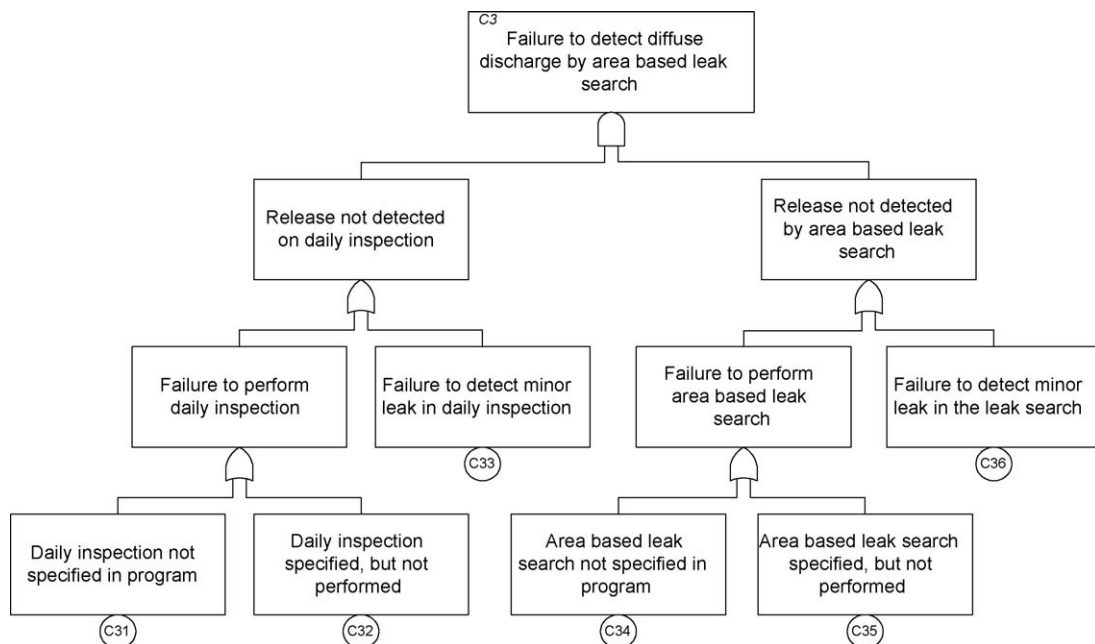 C3
Failure to detect diffuse
discharge by area based leak
search
Release not detected
on daily inspection
Release not detected
by area based leak
search
Failure to perform
daily inspection
Failure to detect minor
leak in daily inspection
C33
Failure to perform
area based leak
search
Failure to detect minor
leak in the leak search
C36
Daily inspection not
specified in program
C31
Daily inspection
specified, but not
performed
C32
Area based leak
search not specified in
program
C34
Area based leak search
specified, but not
performed
C35